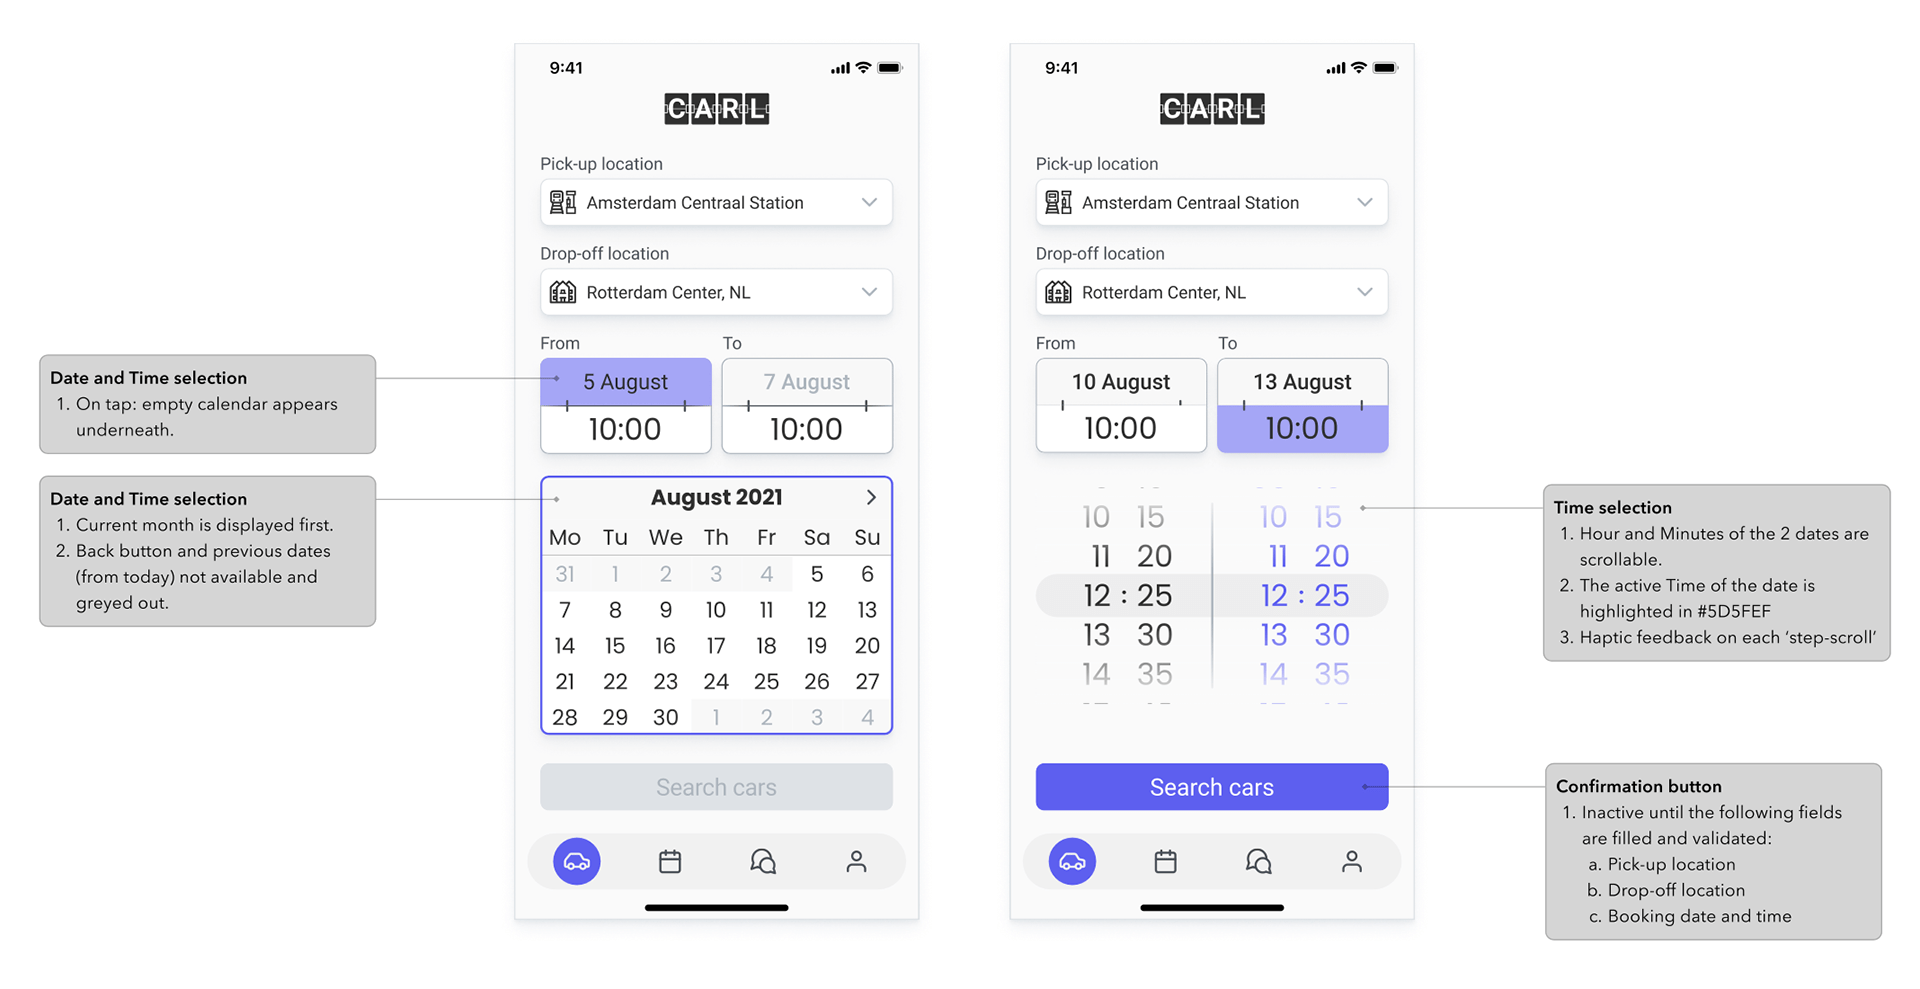 9:41
CARL
Pick-up location
Amsterdam Centraal Station
Drop-off location
Rotterdam Center, NL
From To
5 August 7 August
10:00 10:00
August 2021
Mo Tu We Th Fr Sa Su
31 1 2 3 4 5 6
7 8 9 10 11 12 13
14 15 16 17 18 19 20
21 22 23 24 25 26 27
28 29 30 1 2 3 4
Search cars
Date and Time selection
1. On tap: empty calendar appears
underneath.
Date and Time selection
1. Current month is displayed first.
2. Back button and previous dates
(from today) not available and
greyed out.
9:41
CARL
Pick-up location
Amsterdam Centraal Station
Drop-off location
Rotterdam Center, NL
From To
10 August 13 August
10:00 10:00
10 15 10 15
11 20 11 20
12 : 25 12 : 25
13 30 13 30
14 35 14 35
Search cars
Time selection
1. Hour and Minutes of the 2 dates are
scrollable.
2. The active Time of the date is
highlighted in #5D5FEF
3. Haptic feedback on each ‘step-scroll’
Confirmation button
1. Inactive until the following fields
are filled and validated:
a. Pick-up location
b. Drop-off location
c. Booking date and time